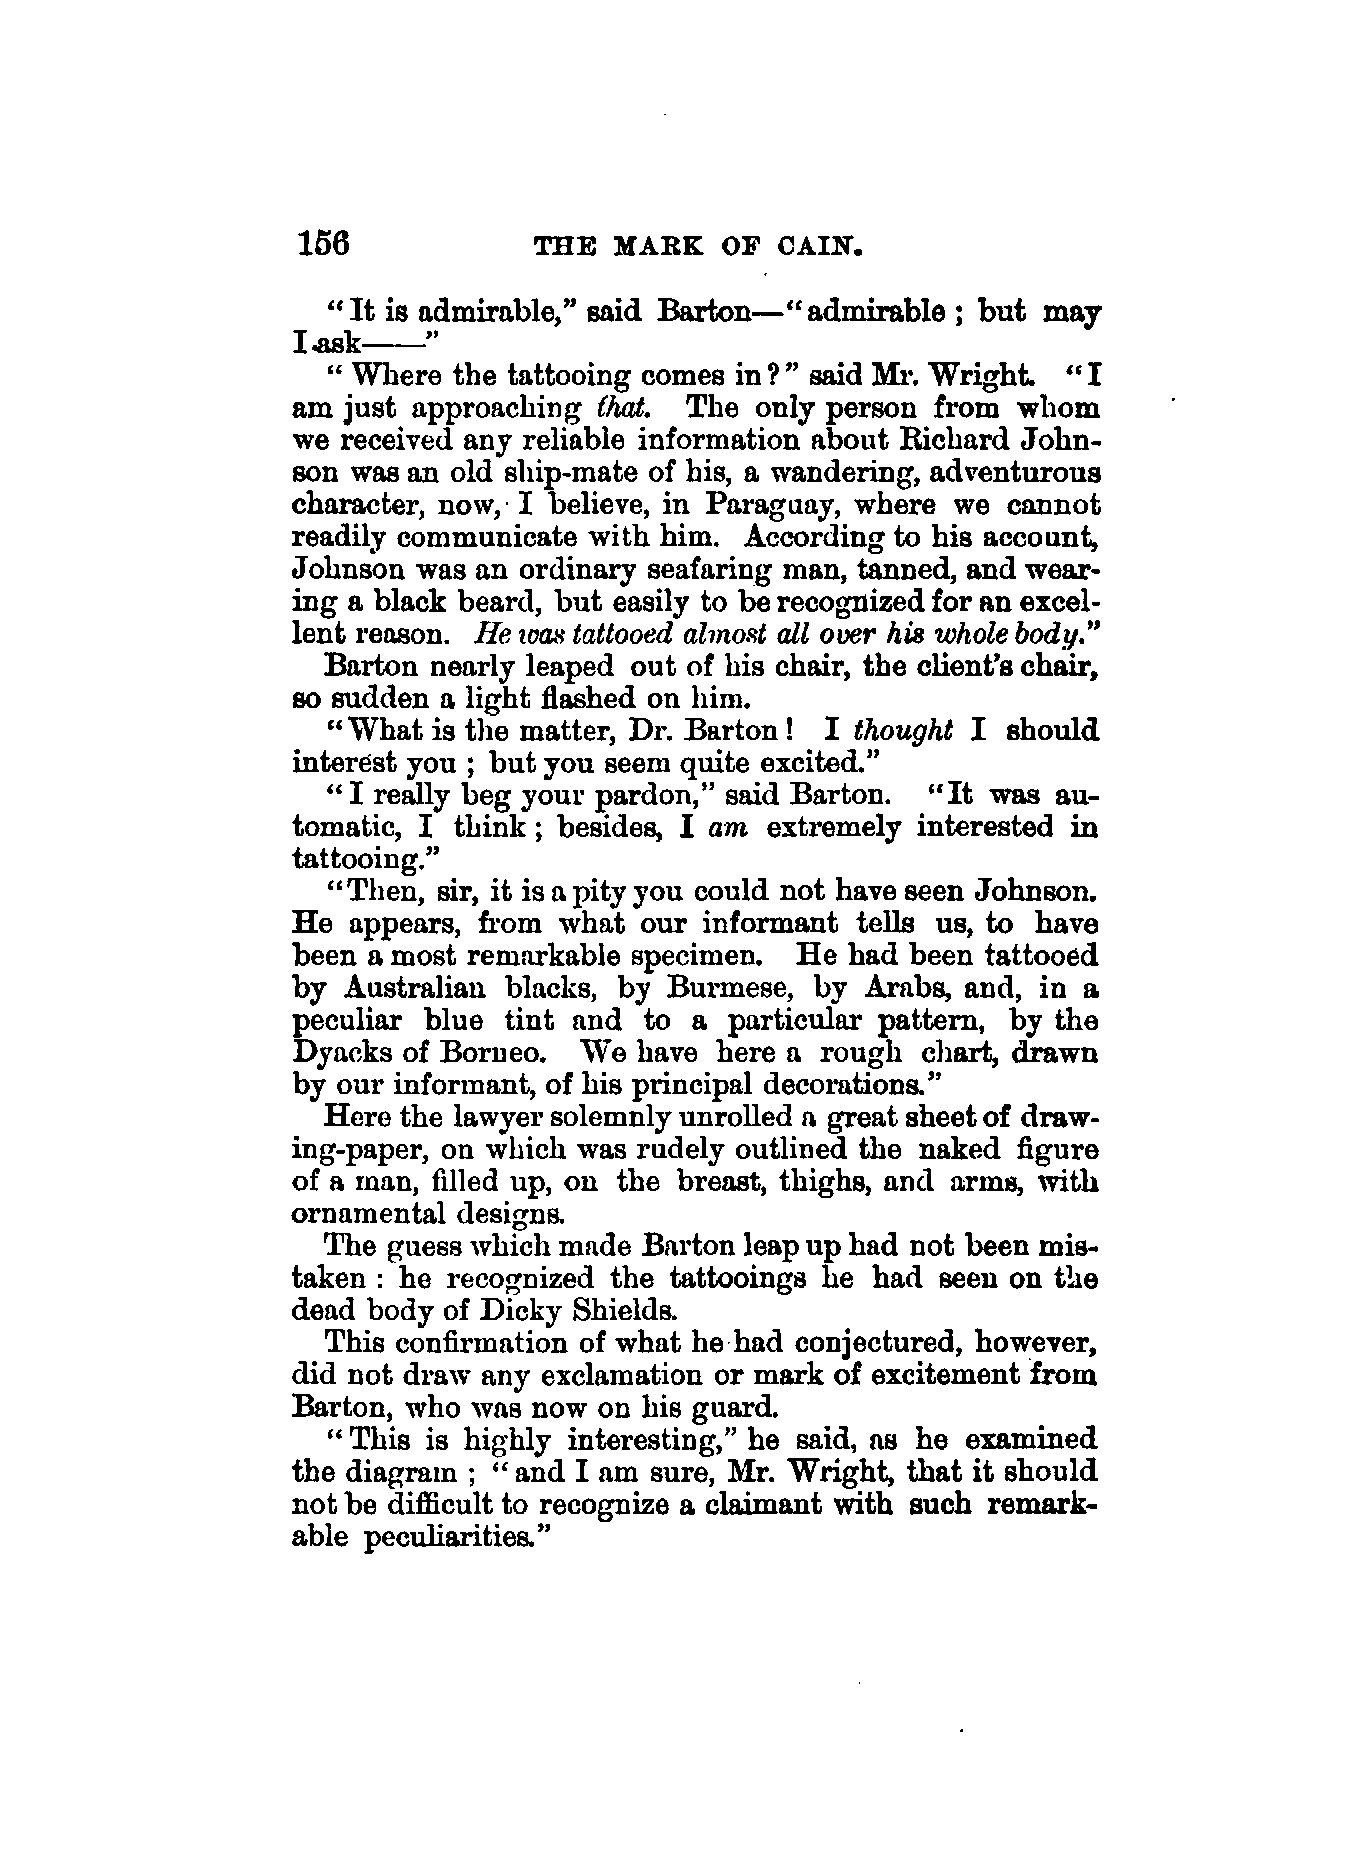 156 THE MARK OF CAIN.
“It is admirable,” said Barton—“admirable ; but may
I ask——”
“Where the tattooing comes in?” said Mr. Wright. “I
am just approaching that. The only person from whom
we received any reliable information about Richard John-
son was an old ship-mate of his, a wandering, adventurous
character, now, I believe, in Paraguay, where we cannot
readily communicate with him. According to his account,
Johnson was an ordinary seafaring man, tanned, and wear-
ing a black beard, but easily to be recognized for an excel-
lent reason. He was tattooed almost all over his whole body.”
Barton nearly leaped out of his chair, the client’s chair,
so sudden a light flashed on him.
“What is the matter, Dr. Barton! I thought I should
interest you ; but you seem quite excited.”
“I really beg your pardon,” said Barton. “It was au-
tomatic, I think ; besides, I am extremely interested in
tattooing.”
“Then, sir, it is a pity you could not have seen Johnson.
He appears, from what our informant tells us, to have
been a most remarkable specimen. He had been tattooed
by Australian blacks, by Burmese, by Arabs, and, in a
peculiar blue tint and to a particular pattern, by the
Dyacks of Borneo. We have here a rough chart, drawn
by our informant, of his principal decorations.”
Here the lawyer solemnly unrolled a great sheet of draw-
ing-paper, on which was rudely outlined the naked figure
of a man, filled up, on the breast, thighs, and arms, with
ornamental designs.
The guess which made Barton leap up had not been mis-
taken : he recognized the tattooings he had seen on the
dead body of Dicky Shields.
This confirmation of what he had conjectured, however,
did not draw any exclamation or mark of excitement from
Barton, who was now on his guard.
“This is highly interesting,” he said, as he examined
the diagram ; “and I am sure, Mr. Wright, that it should
not be difficult to recognize a claimant with such remark-
able peculiarities.”